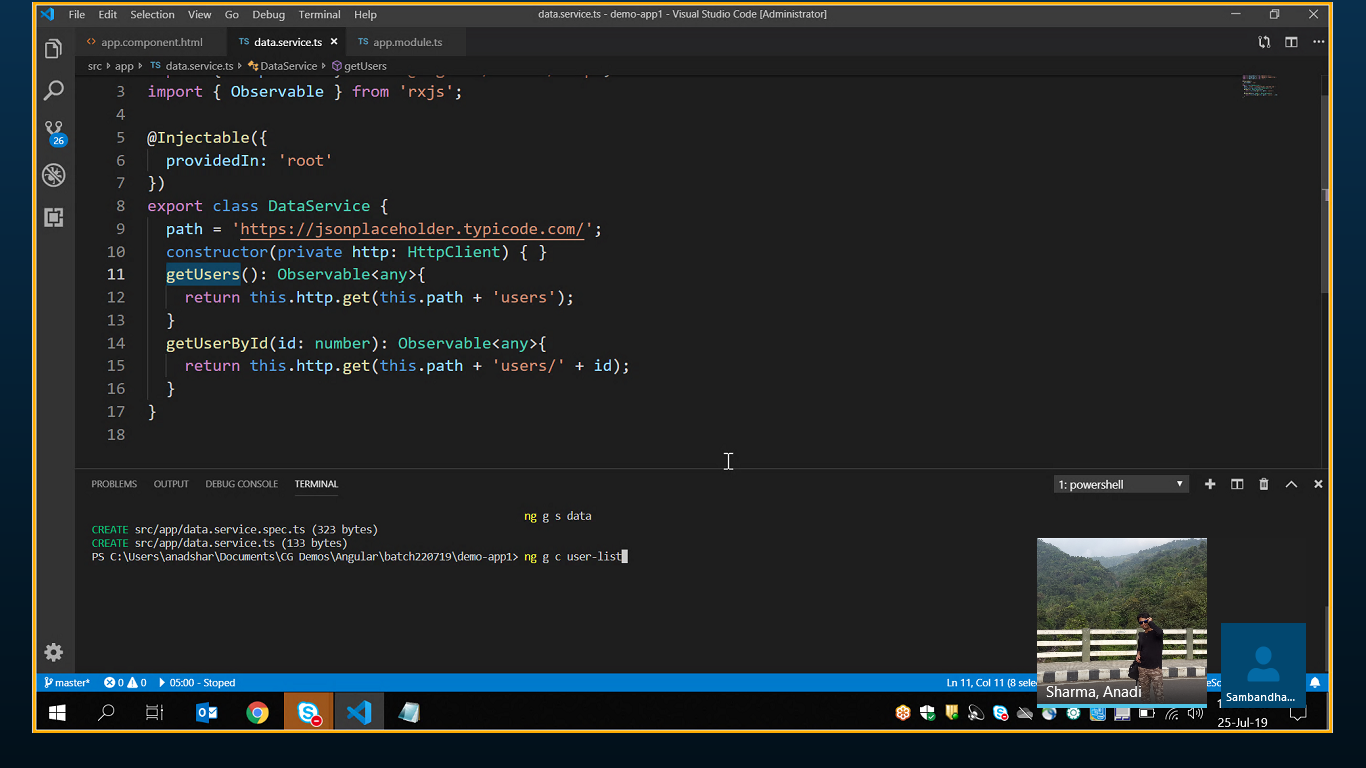 File Edit Selection View Go Debug Terminal Help data.service.ts - demo-app1 - Visual Studio Code [Administrator]
app.component.html TS data.service.ts × TS app.module.ts
src app TS data.service.ts DataService getUsers
3 import { Observable } from 'rxjs';
4
5 @Injectable({
6 providedIn: 'root'
7 })
8 export class DataService {
9 path = 'https://jsonplaceholder.typicode.com/';
10 constructor(private http: HttpClient) { }
11 getUsers(): Observable<any>{
12 return this.http.get(this.path + 'users');
13 }
14 getUserById(id: number): Observable<any>{
15 return this.http.get(this.path + 'users/' + id);
16 }
17 }
18
26
PROBLEMS OUTPUT DEBUG CONSOLE TERMINAL 1: powershell
ng g s data
CREATE src/app/data.service.spec.ts (323 bytes)
CREATE src/app/data.service.ts (133 bytes)
PS C:\Users\anadshar\Documents\CG Demos\Angular\batch220719\demo-app1> ng g c user-list
master* 0 0 05:00 - Stoped Ln 11, Col 11 (8 sele
Sharma, Anadi
Sambandha...
25-Jul-19